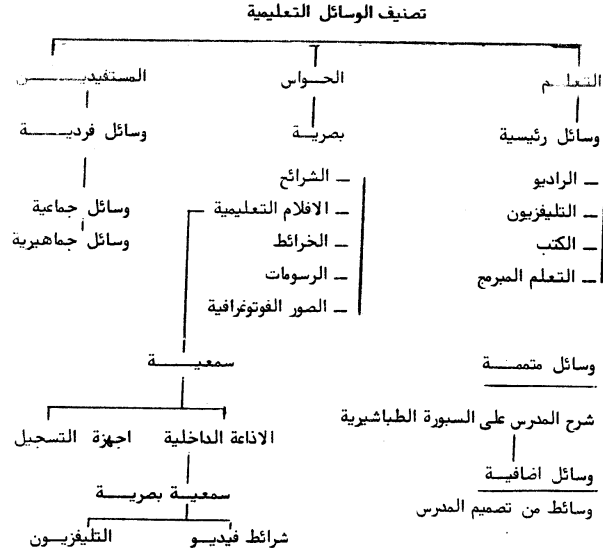 تصنيف الوسائل التعليمية
التعلم الحواس المستفيدين
وسائل رئيسية بصرية وسائل فردية
ـ الراديو
ـ التليفزيون
ـ الكتب
ـ التعلم المبرمج
ـ الشرائح
ـ الافلام التعليمية
ـ الخرائط
ـ الرسومات
ـ الصور الفوتوغرافية
وسائل جماعية
وسائل جماهيرية
وسائل متممة
شرح المدرس على السبورة الطباشيرية
وسائل اضافية
وسائط من تصميم المدرس
سمعية
الاذاعة الداخلية اجهزة التسجيل
سمعية بصرية
شرائط فيديو التليفزيون